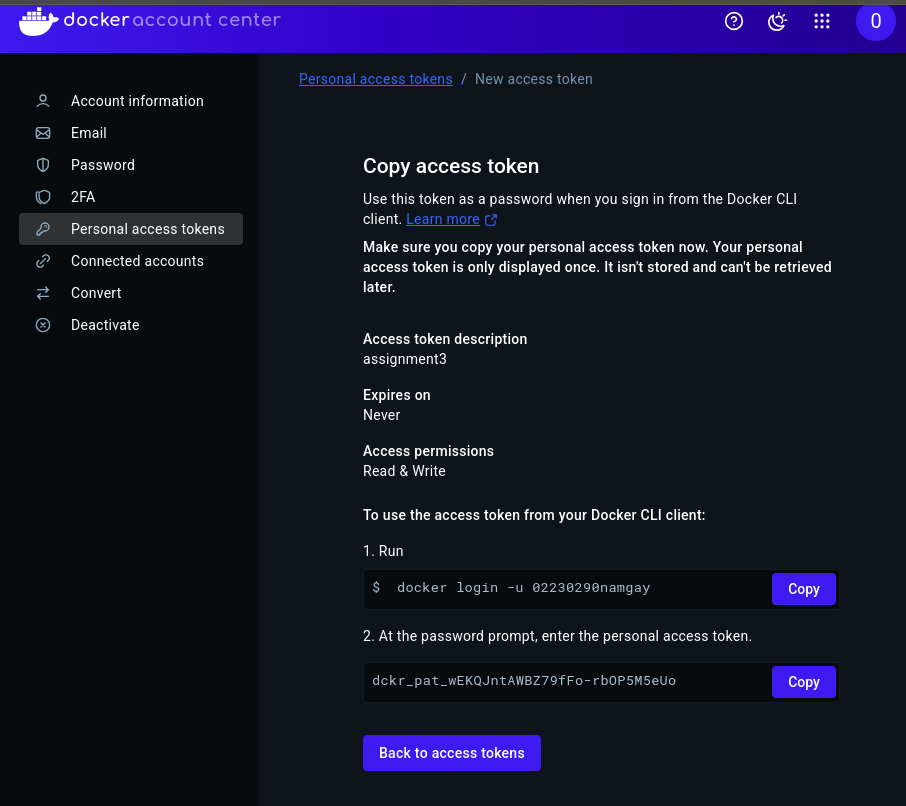 docker account center
O
Personal access tokens / New access token
Account information
Email
Password
2FA
Personal access tokens
Connected accounts
Convert
Deactivate
Copy access token
Use this token as a password when you sign in from the Docker CLI
client. Learn more
Make sure you copy your personal access token now. Your personal
access token is only displayed once. It isn't stored and can't be retrieved
later.
Access token description
assignment3
Expires on
Never
Access permissions
Read & Write
To use the access token from your Docker CLI client:
1. Run
$ docker login -u 02230290namgay
Copy
2. At the password prompt, enter the personal access token.
dckr_pat_wEKQJntAWBZ79fFo-rbOP5M5eUo
Copy
Back to access tokens